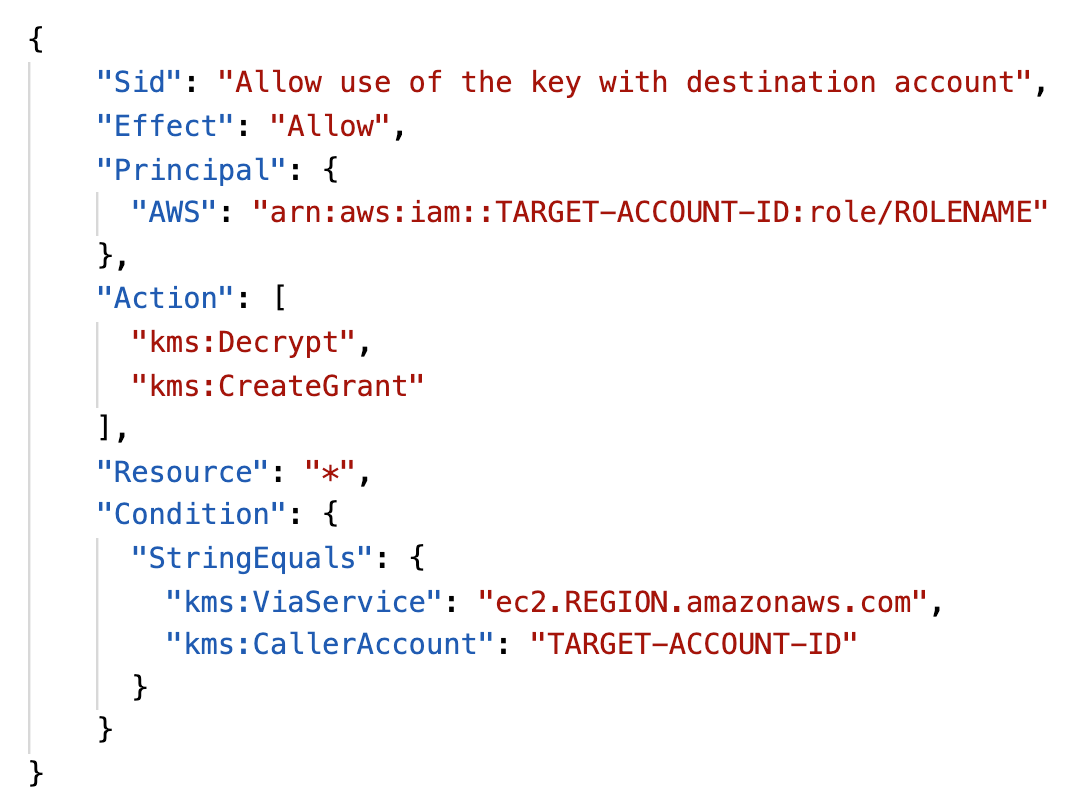 {
    "Sid": "Allow use of the key with destination account",
    "Effect": "Allow",
    "Principal": {
      "AWS": "arn:aws:iam::TARGET-ACCOUNT-ID:role/ROLENAME"
    },
    "Action": [
      "kms:Decrypt",
      "kms:CreateGrant"
    ],
    "Resource": "*",
    "Condition": {
      "StringEquals": {
        "kms:ViaService": "ec2.REGION.amazonaws.com",
        "kms:CallerAccount": "TARGET-ACCOUNT-ID"
      }
    }
}